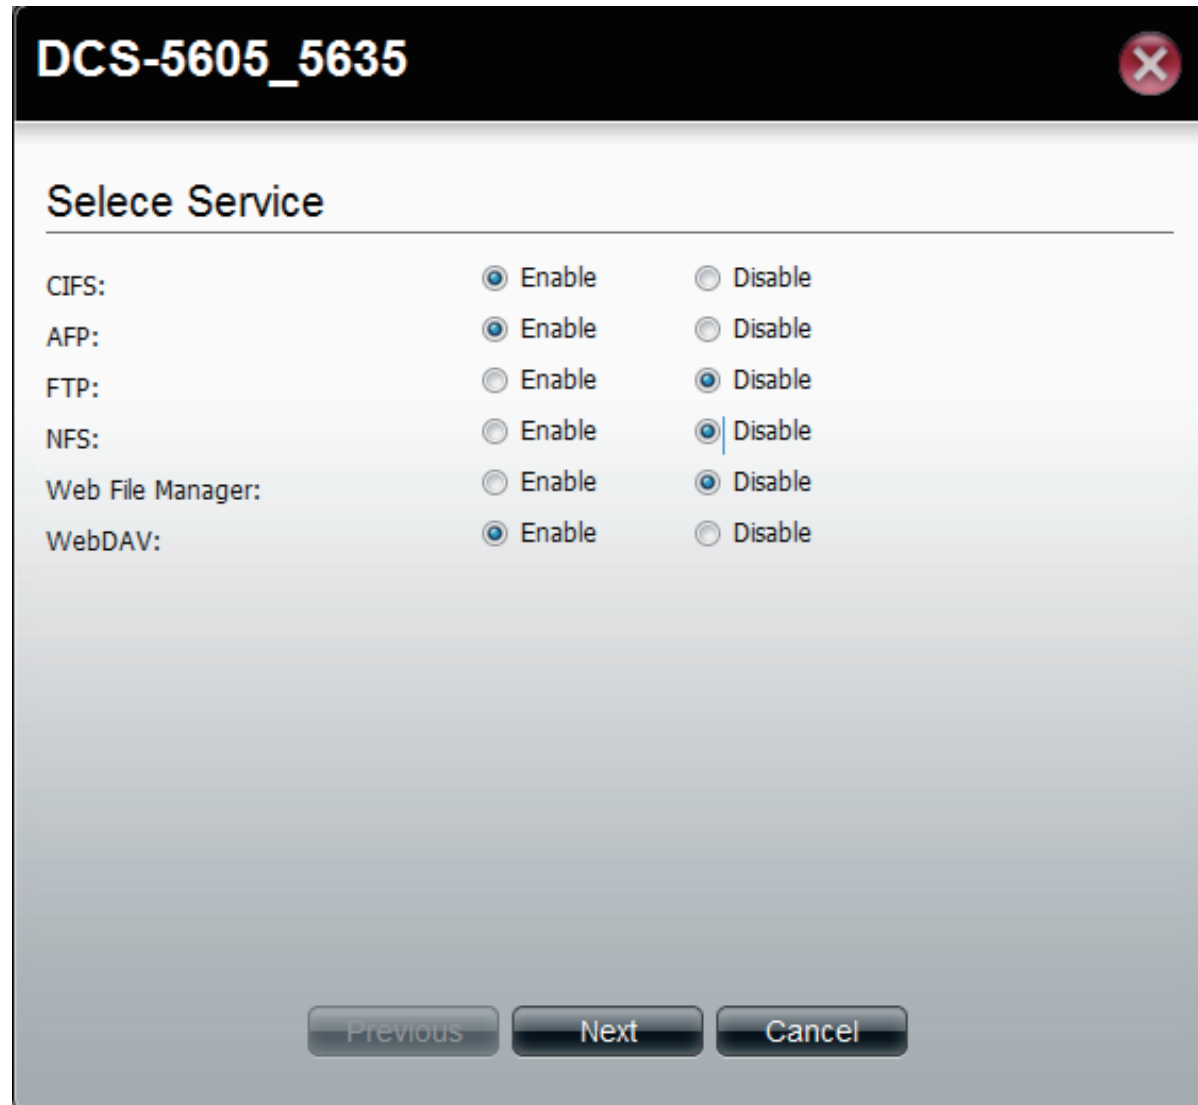 DCS-5605_5635
Selece Service
CIFS: Enable Disable
AFP: Enable Disable
FTP: Enable Disable
NFS: Enable Disable
Web File Manager: Enable Disable
WebDAV: Enable Disable
Previous Next Cancel